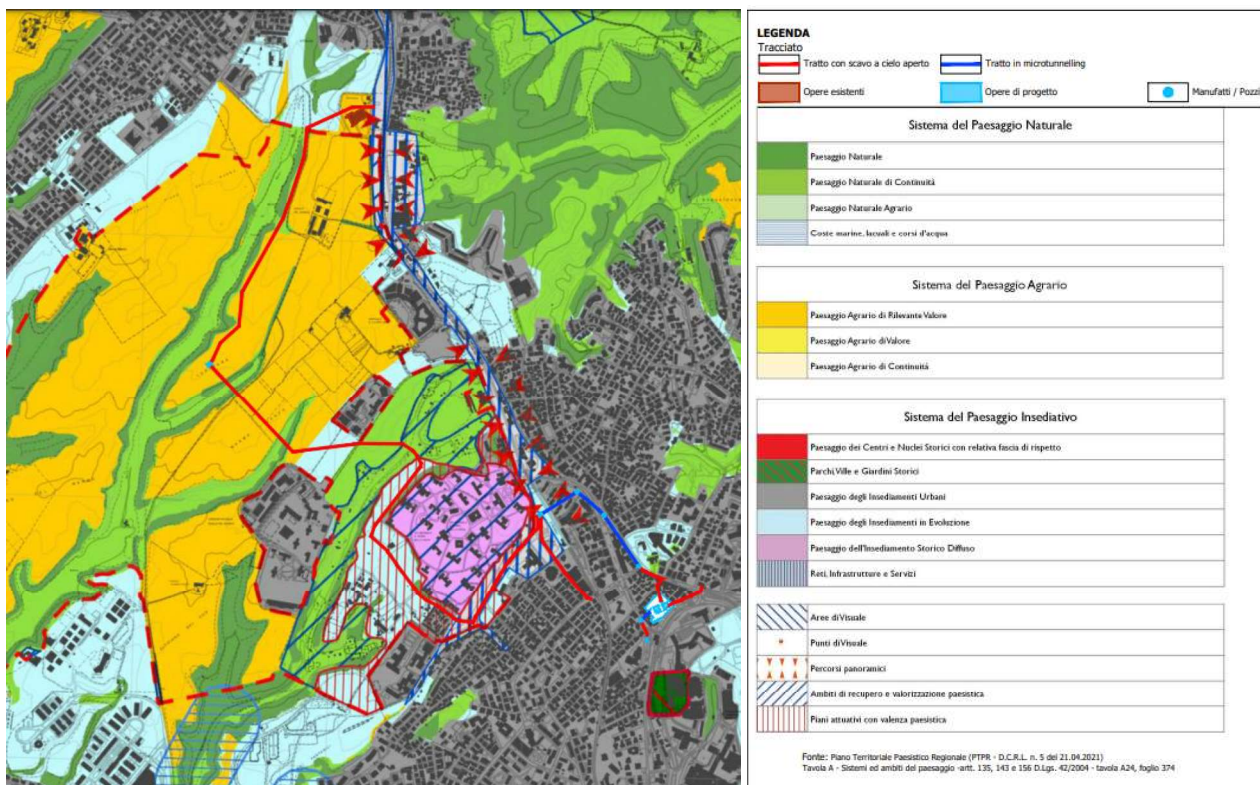 LEGENDA
Tracciato
Tratto con scavo a cielo aperto
Tratto in microtunnelling
Opere esistenti
Opere di progetto
Manufatti / Pozzi
Sistema del Paesaggio Naturale
Paesaggio Naturale
Paesaggio Naturale di Continuità
Paesaggio Naturale Agrario
Coste marine, lacuali e corsi d'acqua
Sistema del Paesaggio Agrario
Paesaggio Agrario di Rilevante Valore
Paesaggio Agrario di Valore
Paesaggio Agrario di Continuità
Sistema del Paesaggio Insediativo
Paesaggio dei Centri e Nuclei Storici con relativa fascia di rispetto
Parchi, Ville e Giardini Storici
Paesaggio degli Insediamenti Urbani
Paesaggio degli Insediamenti in Evoluzione
Paesaggio dell'Insediamento Storico Diffuso
Reti, Infrastrutture e Servizi
Aree di Visuale
Punti di Visuale
Percorsi panoramici
Ambiti di recupero e valorizzazione paesistica
Piani attuativi con valenza paesistica
Fonte: Piano Territoriale Paesistico Regionale (PTPR - D.C.R.L. n. 5 del 21.04.2021)
Tavola A - Sistemi ed ambiti del paesaggio -artt. 135, 143 e 156 D.Lgs. 42/2004 - tavola A24, foglio 374